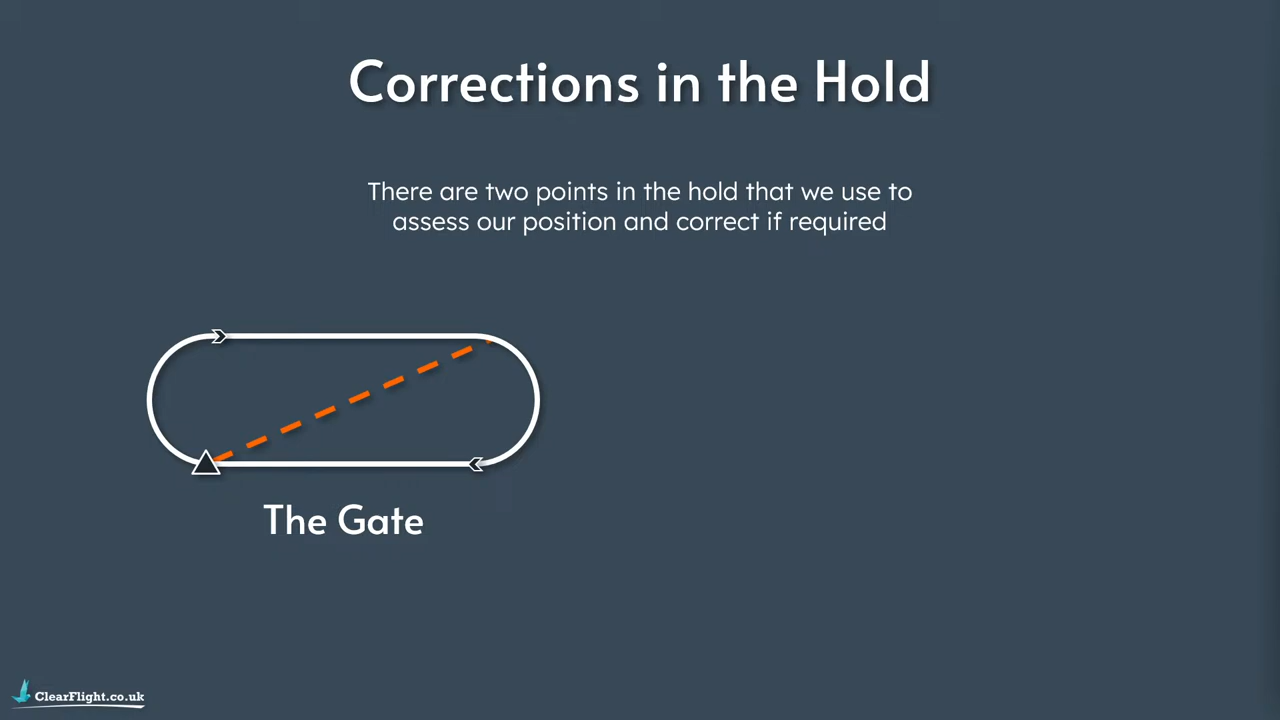 Corrections in the Hold
There are two points in the hold that we use to
assess our position and correct if required
The Gate
ClearFlight.co.uk